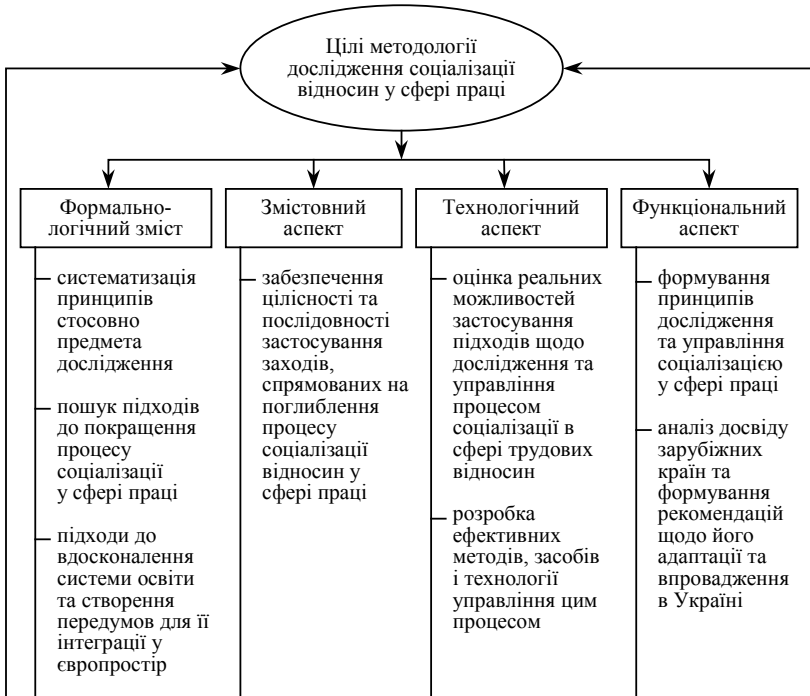 Цілі методології
дослідження соціалізації
відносин у сфері праці
Формально-
логічний зміст
систематизація
принципів
стосовно
предмета
дослідження
пошук підходів
до покращення
процесу
соціалізації
у сфері праці
підходи до
вдосконалення
системи освіти
та створення
передумов для її
інтеграції у
європростір
Змістовний
аспект
забезпечення
цілісності та
послідовності
застосування
заходів,
спрямованих на
поглиблення
процесу
соціалізації
відносин у
сфері праці
Технологічний
аспект
оцінка реальних
можливостей
застосування
підходів щодо
дослідження та
управління
процесом
соціалізації в
сфері трудових
відносин
розробка
ефективних
методів, засобів
і технології
управління цим
процесом
Функціональний
аспект
формування
принципів
дослідження
та управління
соціалізацією
у сфері праці
аналіз досвіду
зарубіжних
країн та
формування
рекомендацій
щодо його
адаптації та
впровадження
в Україні